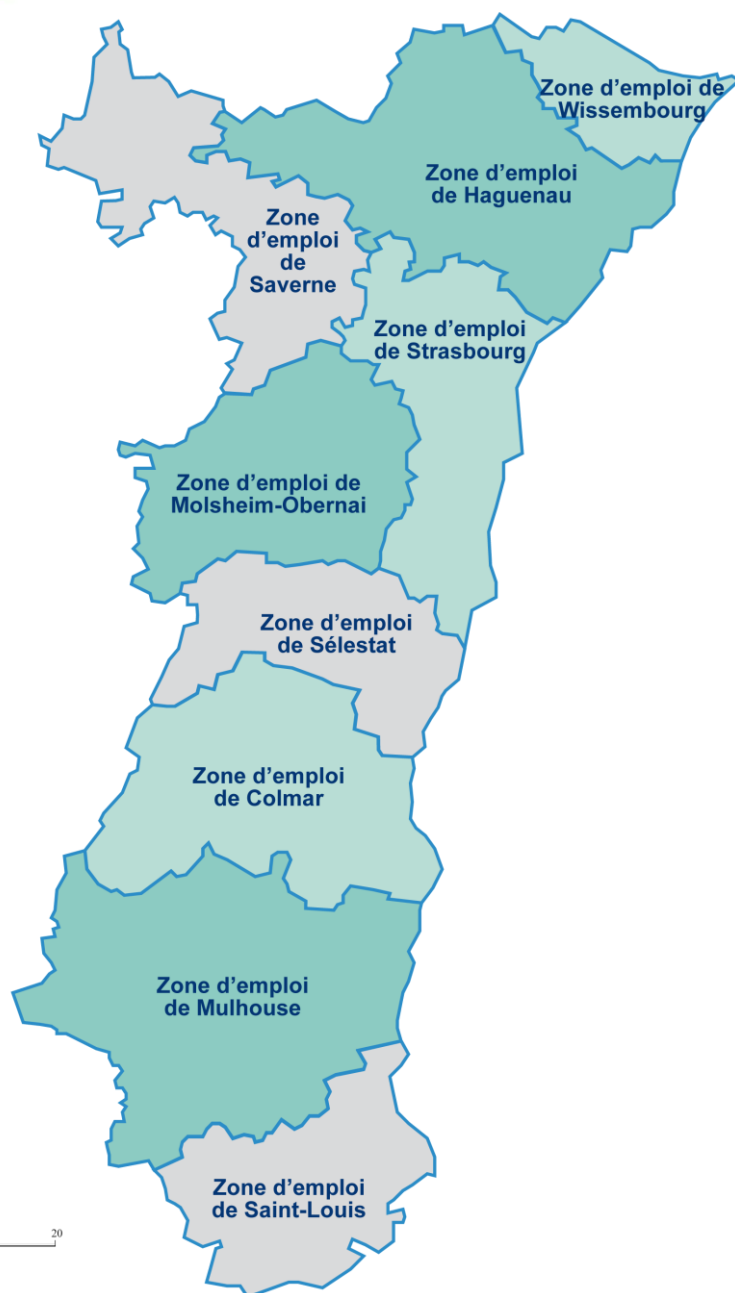 Zone d’emploi de
Wissembourg
Zone d’emploi
de Haguenau
Zone
d’emploi
de
Saverne
Zone d’emploi
de Strasbourg
Zone d’emploi de
Molsheim-Obernai
Zone d’emploi
de Sélestat
Zone d’emploi
de Colmar
Zone d’emploi
de Mulhouse
Zone d’emploi
de Saint-Louis
20